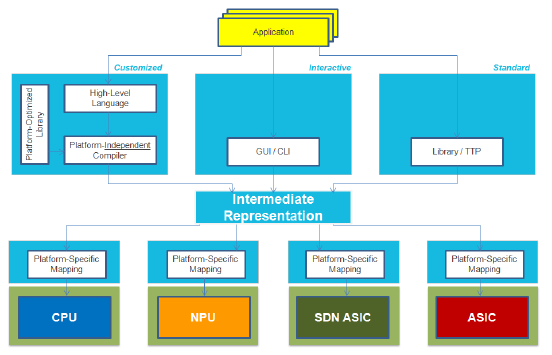 Application
Customized
Interactive
Standard
Platform-Optimized
Library
High-Level
Language
Platform-Independent
Compiler
GUI / CLI
Library / TTP
Intermediate
Representation
Platform-Specific
Mapping
Platform-Specific
Mapping
Platform-Specific
Mapping
Platform-Specific
Mapping
CPU
NPU
SDN ASIC
ASIC